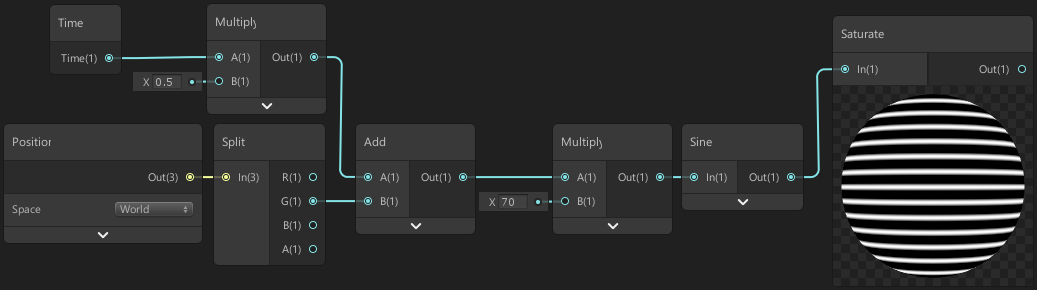 Time
Time(1)
Multiply
A(1)
Out(1)
X 0.5
B(1)
Position
Out(3)
Space
World
Split
In(3)
R(1)
G(1)
B(1)
A(1)
Add
A(1)
Out(1)
B(1)
Multiply
A(1)
Out(1)
X 70
B(1)
Sine
In(1)
Out(1)
Saturate
In(1)
Out(1)